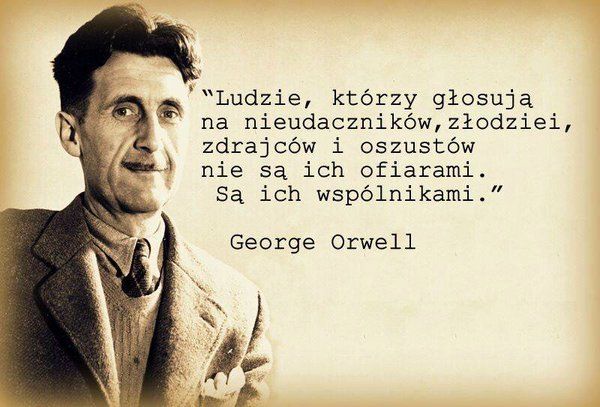 “Ludzie, którzy głosują
na nieudaczników,złodziei,
zdrajców i oszustów
nie są ich ofiarami.
Są ich wspólnikami.”
George Orwell